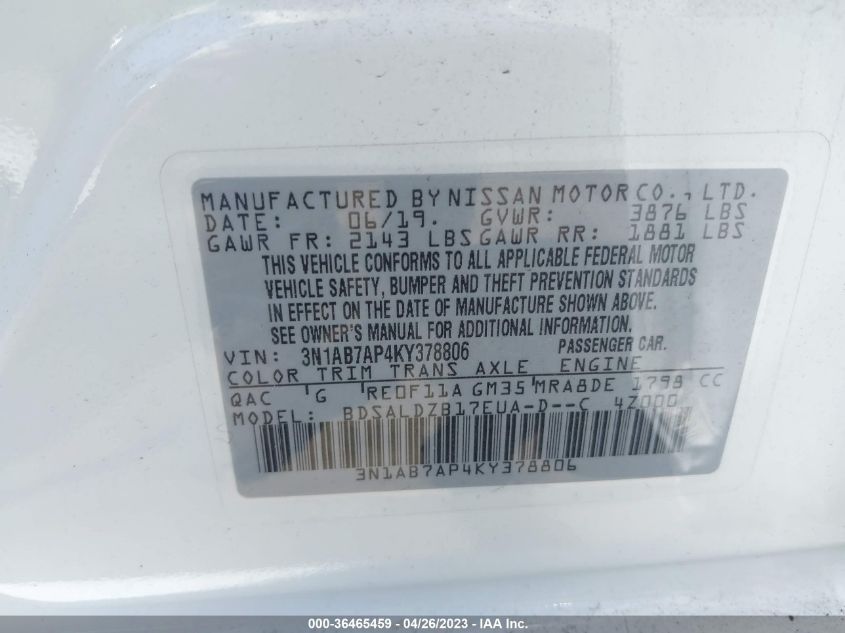 MANUFACTURED BY NISSAN MOTOR CO., LTD.
DATE: 06/19. GVWR: 3876 LBS
GAWR FR: 2143 LBS GAWR RR: 1881 LBS
THIS VEHICLE CONFORMS TO ALL APPLICABLE FEDERAL MOTOR
VEHICLE SAFETY, BUMPER AND THEFT PREVENTION STANDARDS
IN EFFECT ON THE DATE OF MANUFACTURE SHOWN ABOVE.
SEE OWNER'S MANUAL FOR ADDITIONAL INFORMATION.
VIN: 3N1AB7AP4KY378806 PASSENGER CAR.
COLOR TRIM TRANS AXLE ENGINE
QAC 'G 'RE0F11A GM35 'MRA8DE 1798 CC
MODEL: BDSALDZB17EUA-D--C 4Z000
3N1AB7AP4KY378806
000-36465459 - 04/26/2023 - IAA Inc.